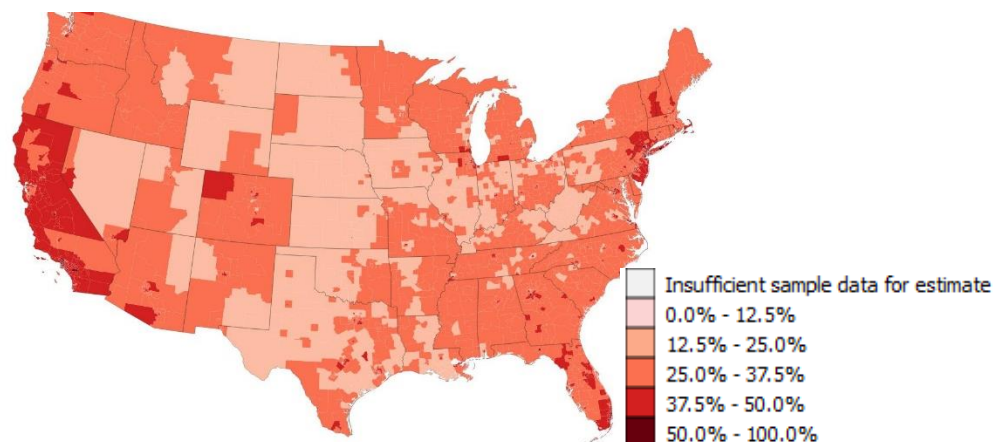 Insufficient sample data for estimate
0.0% - 12.5%
12.5% - 25.0%
25.0% - 37.5%
37.5% - 50.0%
50.0% - 100.0%